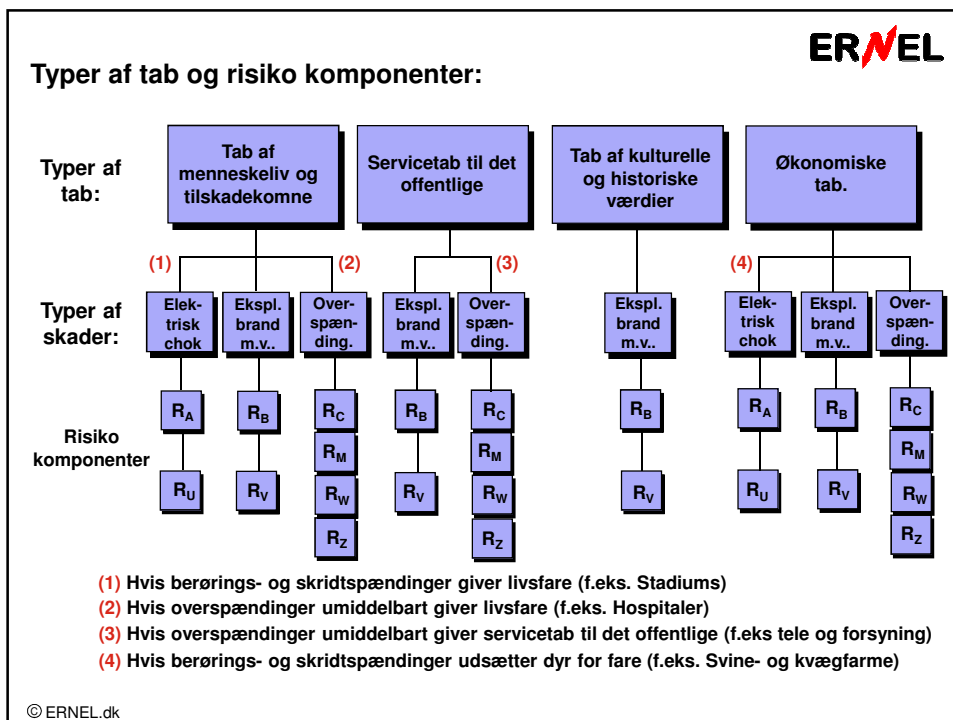 ERNEL
Typer af tab og risiko komponenter:
Typer af
tab:
Tab af
menneskeliv og
tilskadekomne
Servicetab til det
offentlige
Tab af kulturelle
og historiske
værdier
Økonomiske
tab.
(1)
(2)
(3)
(4)
Typer af
skader:
Elek-
trisk
chok
Ekspl.
brand
m.v..
Over-
spæn-
ding.
Ekspl.
brand
m.v..
Over-
spæn-
ding.
Ekspl.
brand
m.v..
Elek-
trisk
chok
Ekspl.
brand
m.v..
Over-
spæn-
ding.
Risiko
komponenter
RA
RU
RB
RV
RC
RM
RW
RZ
RB
RV
RC
RM
RW
RZ
RB
RV
RA
RU
RB
RV
RC
RM
RW
RZ
(1) Hvis berørings- og skridtspændinger giver livsfare (f.eks. Stadiums)
(2) Hvis overspændinger umiddelbart giver livsfare (f.eks. Hospitaler)
(3) Hvis overspændinger umiddelbart giver servicetab til det offentlige (f.eks tele og forsyning)
(4) Hvis berørings- og skridtspændinger udsætter dyr for fare (f.eks. Svine- og kvægfarme)
© ERNEL.dk